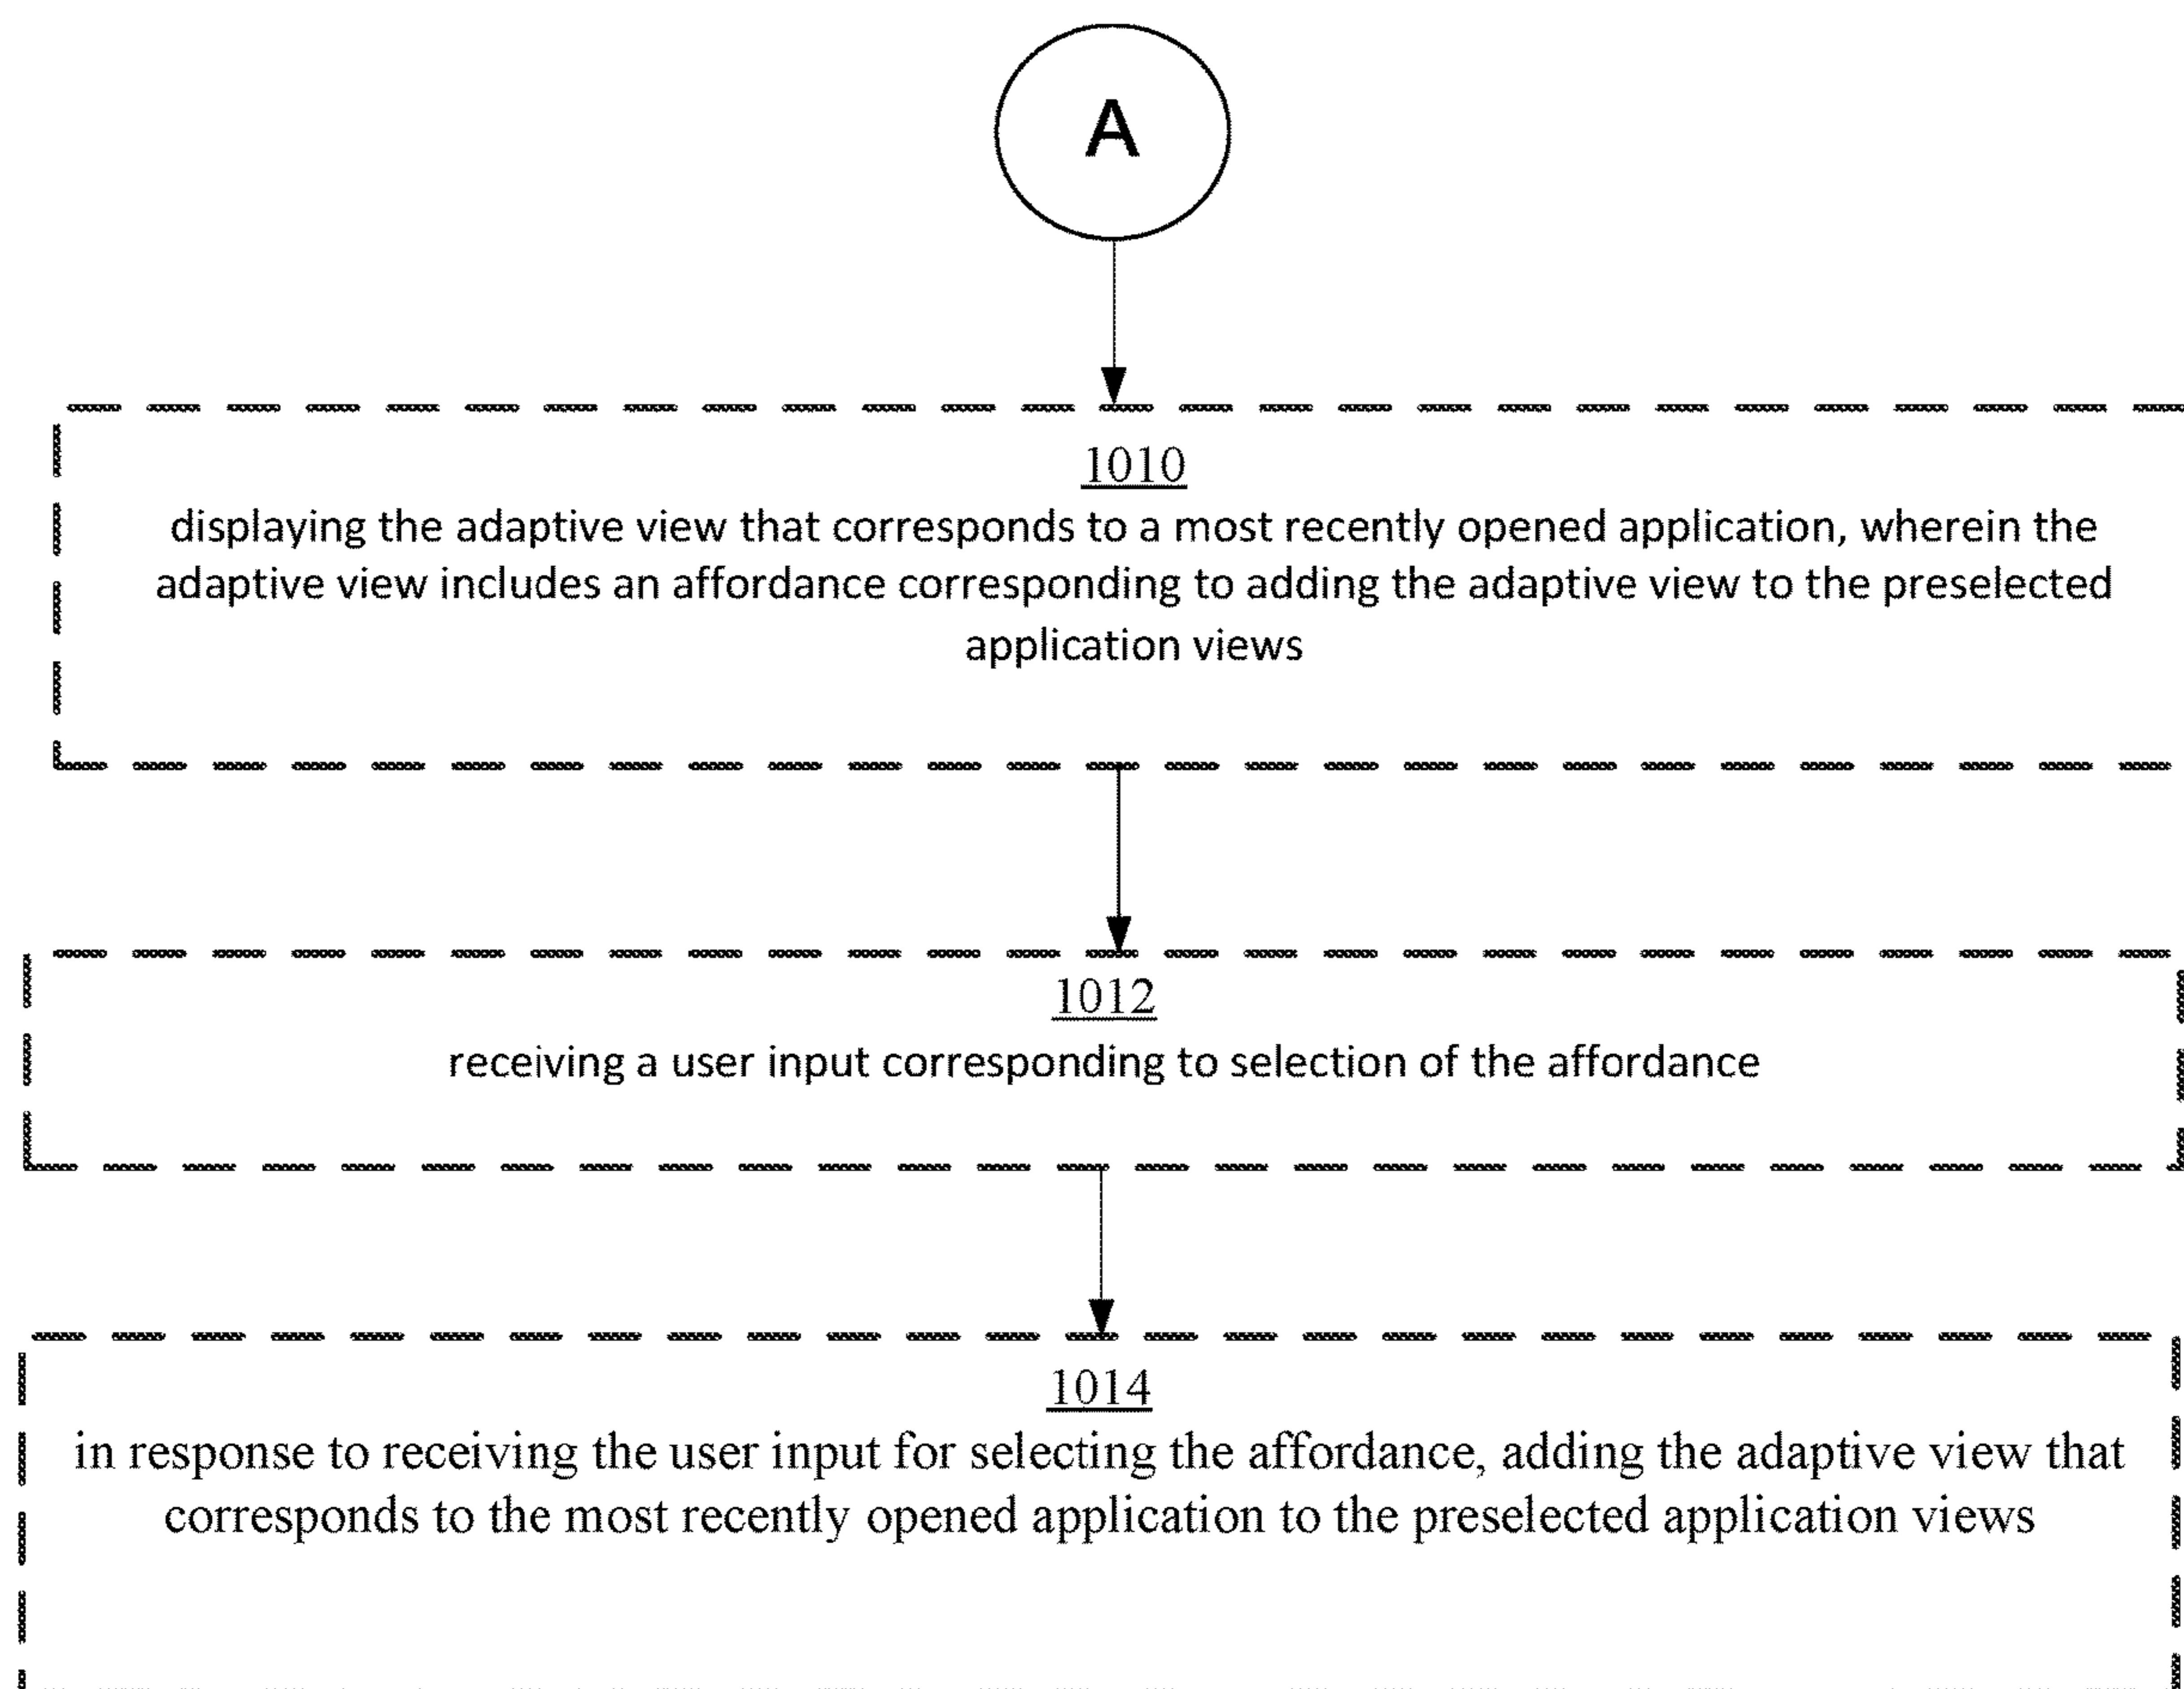 A
1010
displaying the adaptive view that corresponds to a most recently opened application, wherein the
adaptive view includes an affordance corresponding to adding the adaptive view to the preselected
application views
1012
receiving a user input corresponding to selection of the affordance
1014
in response to receiving the user input for selecting the affordance, adding the adaptive view that
corresponds to the most recently opened application to the preselected application views